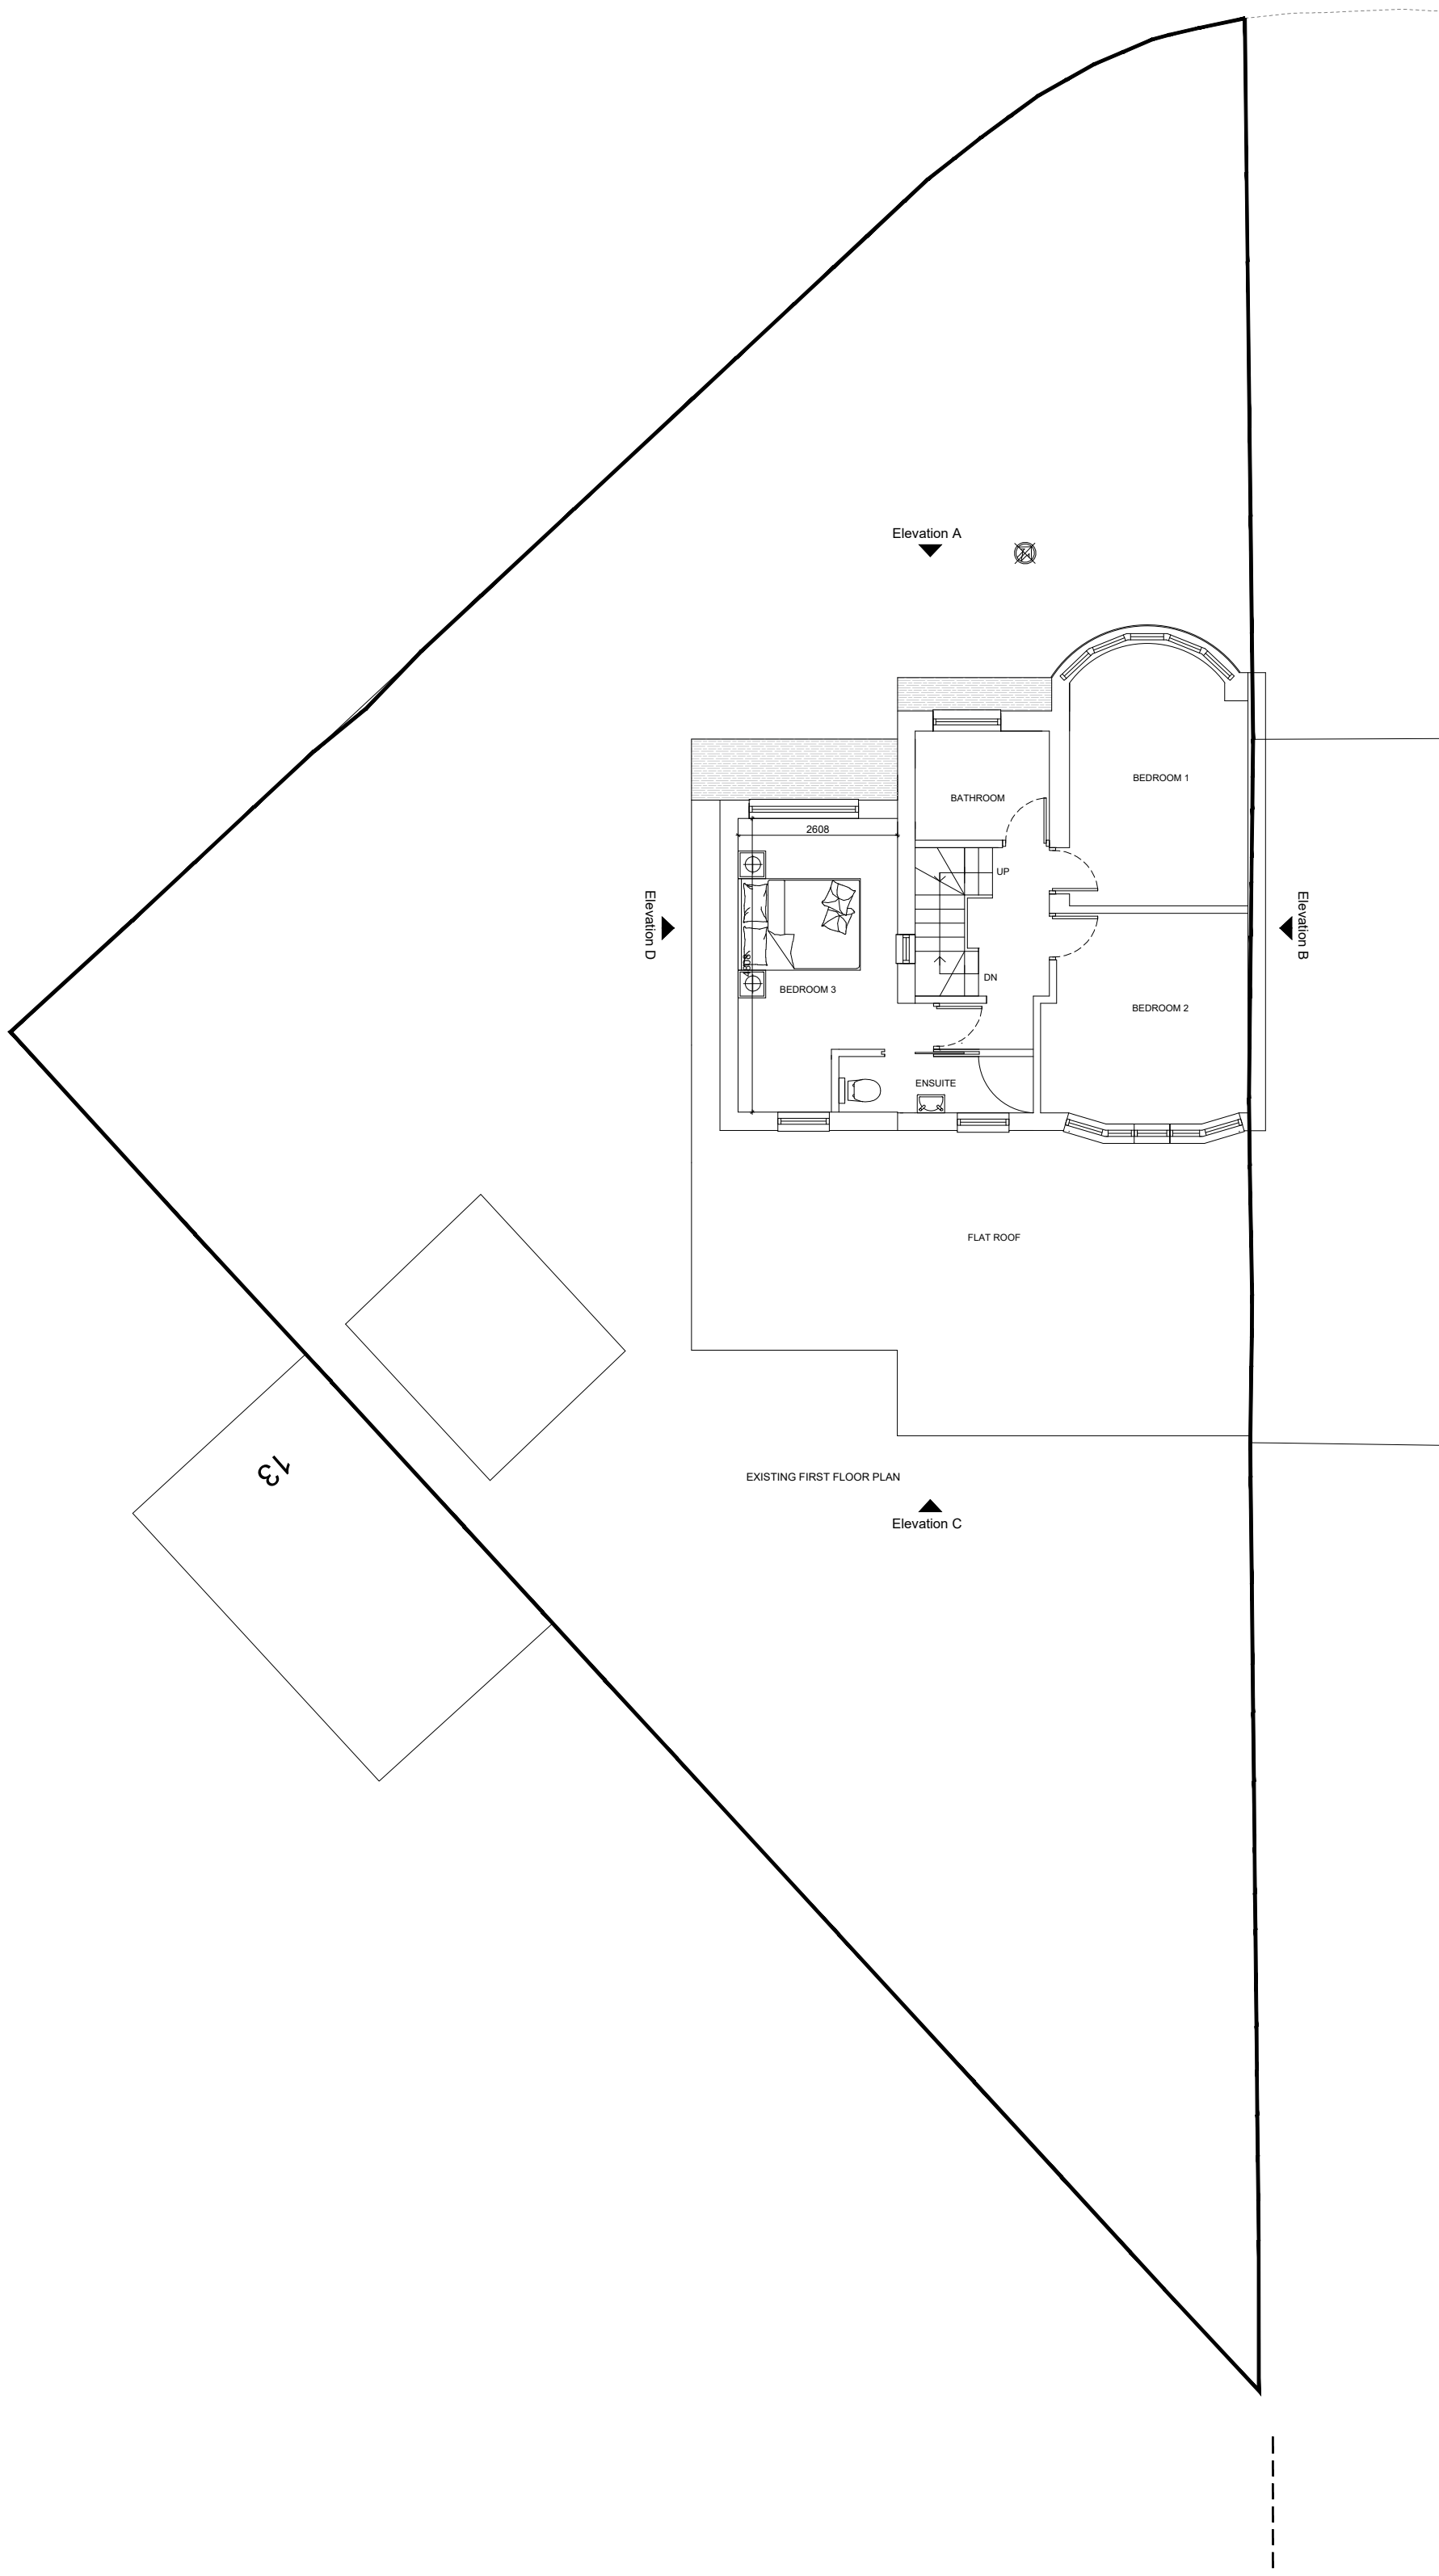 Elevation A
BEDROOM 1
BATHROOM
2608
UP
Elevation D
Elevation B
4808
DN
BEDROOM 3
BEDROOM 2
ENSUITE
FLAT ROOF
13
EXISTING FIRST FLOOR PLAN
Elevation C